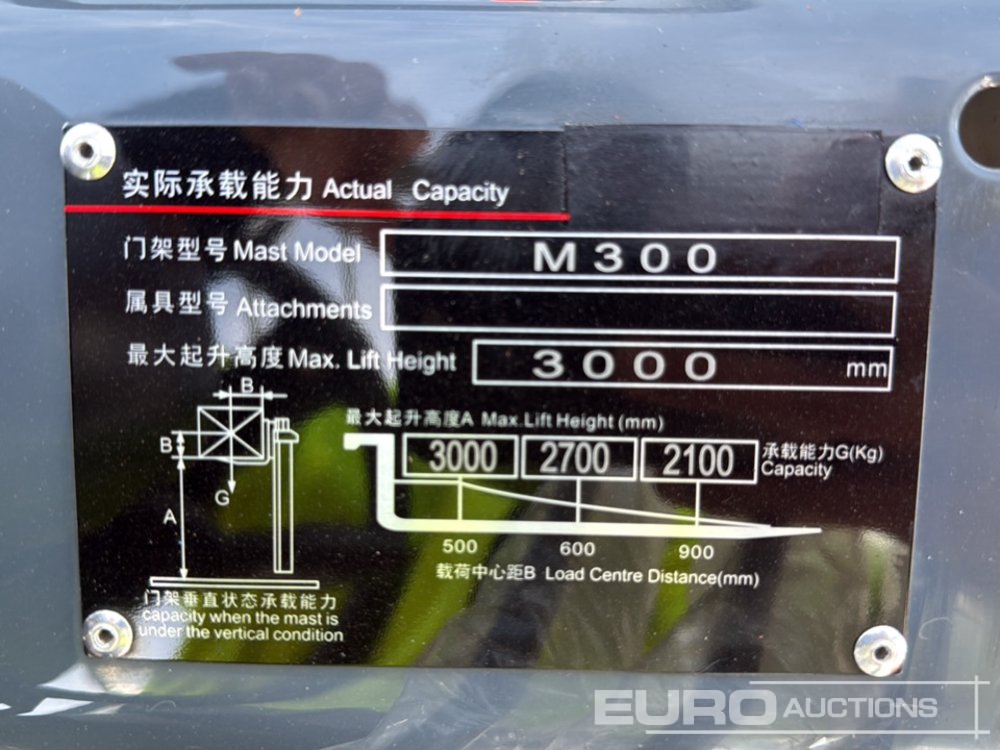 实际承载能力 Actual Capacity
门架型号 Mast Model M300
属具型号 Attachments
最大起升高度 Max. Lift Height 3000 mm
B
最大起升高度A Max.Lift Height (mm)
B
3000 2700 2100 承载能力G(Kg)
Capacity
G
A
500 600 900
载荷中心距B Load Centre Distance(mm)
门架垂直状态承载能力
capacity when the mast is
under the vertical condition
EURO AUCTIONS